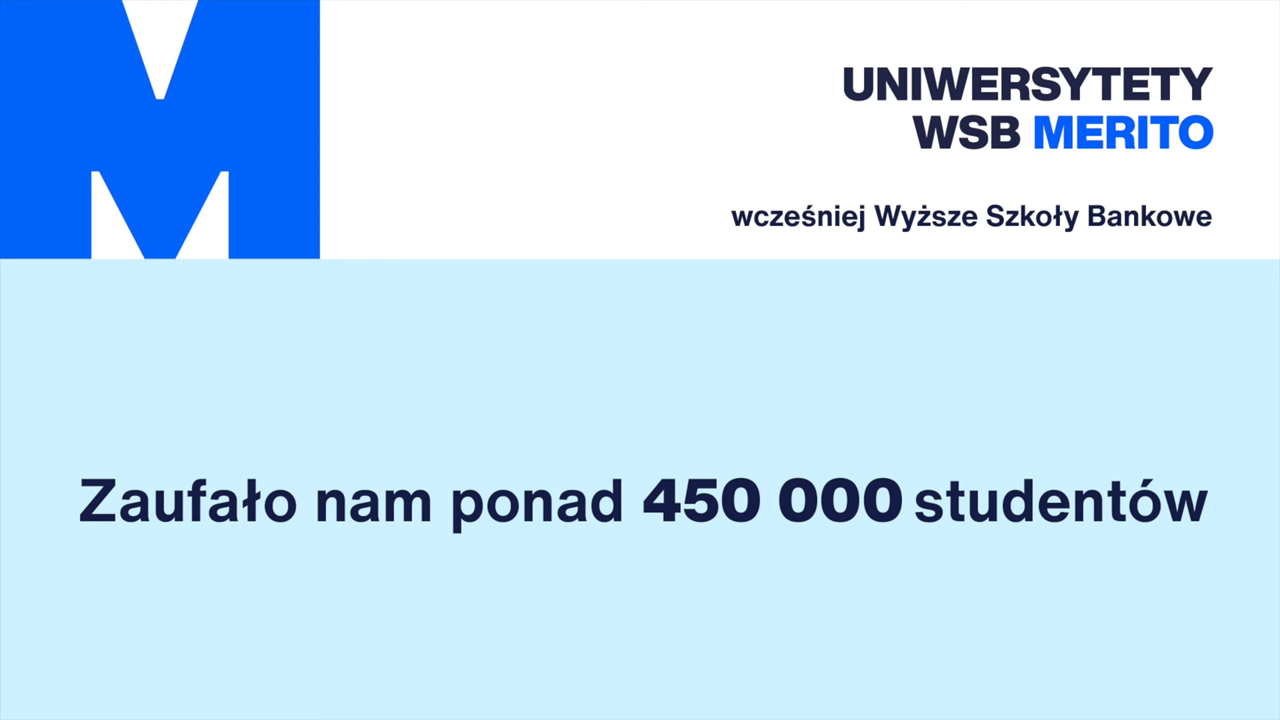 UNIWERSYTETY
WSB MERITO
wcześniej Wyższe Szkoły Bankowe
Zaufało nam ponad 450 000 studentów